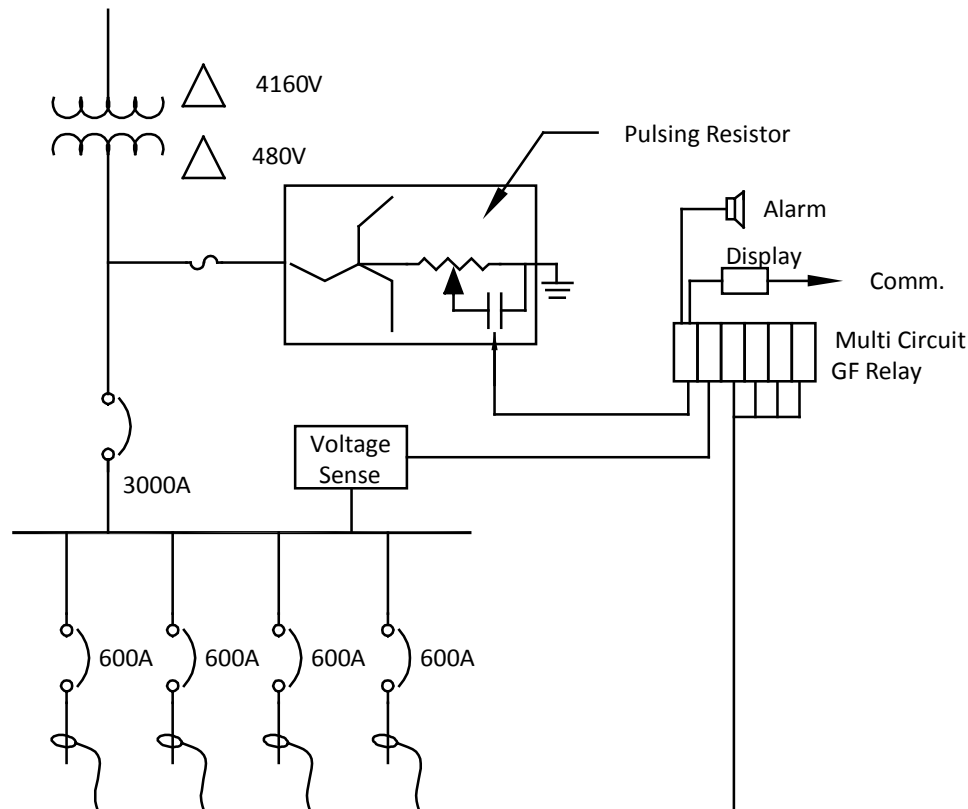 4160V
480V
Pulsing Resistor
Alarm
Display
Comm.
Multi Circuit
GF Relay
Voltage
Sense
3000A
600A
600A
600A
600A